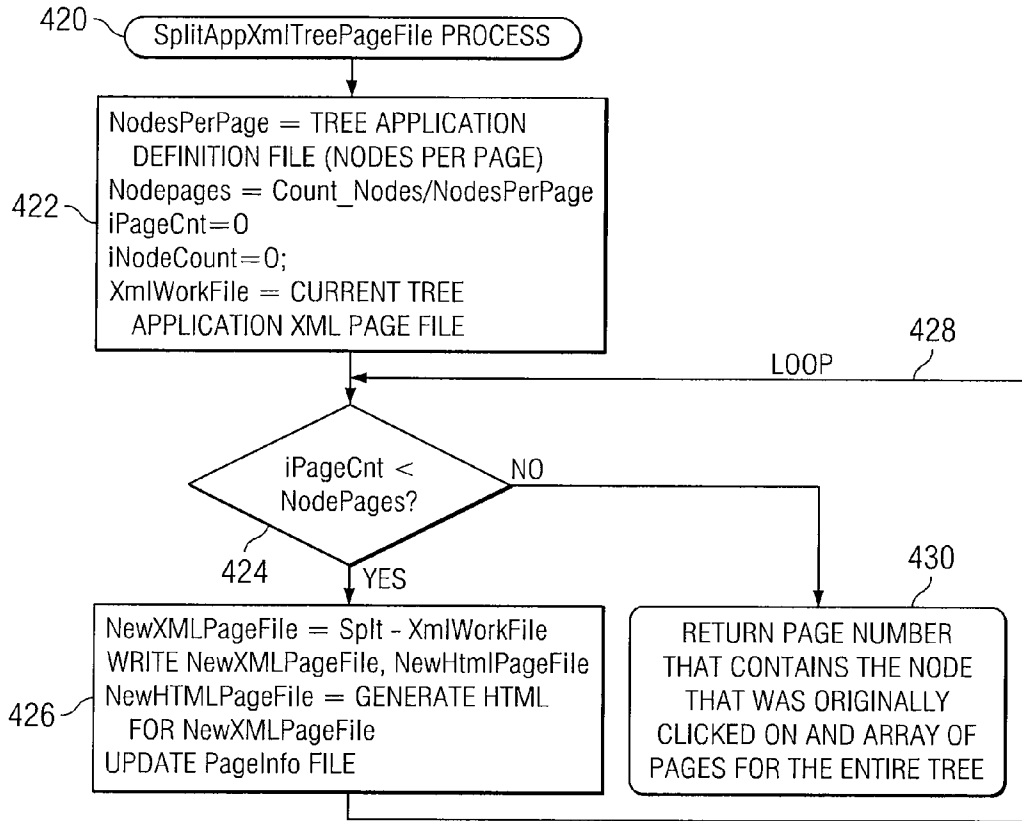 420
SplitAppXmlTreePageFile PROCESS
NodesPerPage = TREE APPLICATION
DEFINITION FILE (NODES PER PAGE)
Nodepages = Count_Nodes/NodesPerPage
iPageCnt=0
iNodeCount=0;
XmlWorkFile = CURRENT TREE
APPLICATION XML PAGE FILE
422
428
LOOP
iPageCnt <
NodePages?
NO
424
YES
430
NewXMLPageFile = Splt - XmlWorkFile
WRITE NewXMLPageFile, NewHtmlPageFile
NewHTMLPageFile = GENERATE HTML
FOR NewXMLPageFile
UPDATE PageInfo FILE
426
RETURN PAGE NUMBER
THAT CONTAINS THE NODE
THAT WAS ORIGINALLY
CLICKED ON AND ARRAY OF
PAGES FOR THE ENTIRE TREE